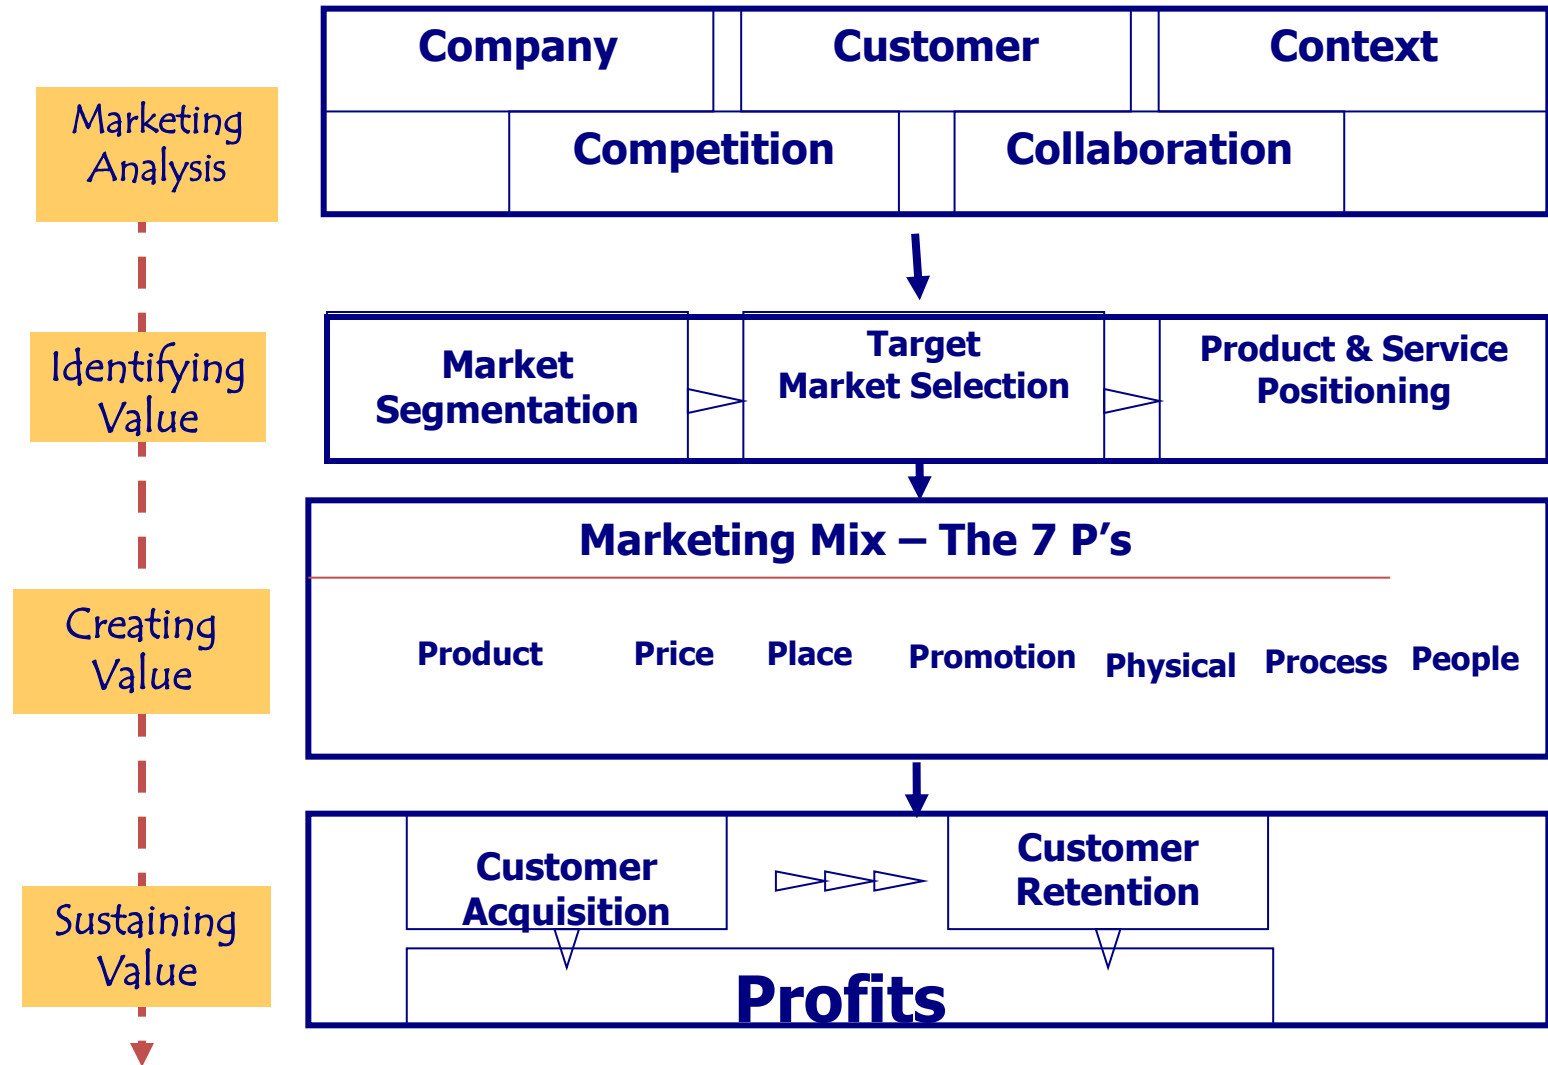 Company
Customer
Context
Competition
Collaboration
Marketing
Analysis
Identifying
Value
Market
Segmentation
Target
Market Selection
Product & Service
Positioning
Marketing Mix – The 7 P’s
Creating
Value
Product
Price
Place
Promotion
Physical
Process
People
Sustaining
Value
Customer
Acquisition
Customer
Retention
Profits